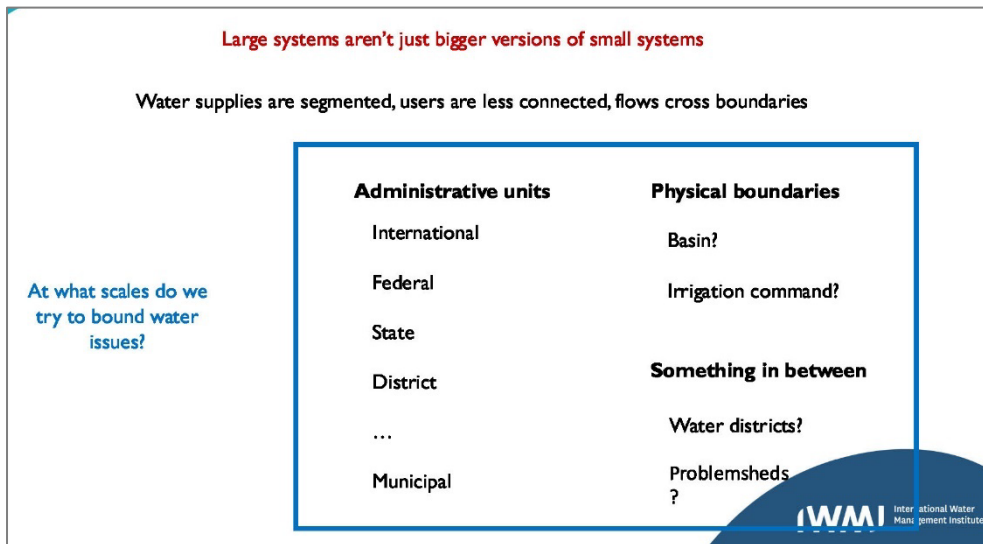 Large systems aren't just bigger versions of small systems
Water supplies are segmented, users are less connected, flows cross boundaries
At what scales do we
try to bound water
issues?
Administrative units
International
Federal
State
District
...
Municipal
Physical boundaries
Basin?
Irrigation command?
Something in between
Water districts?
Problemsheds
?
IWMI
International Water
Management Institute